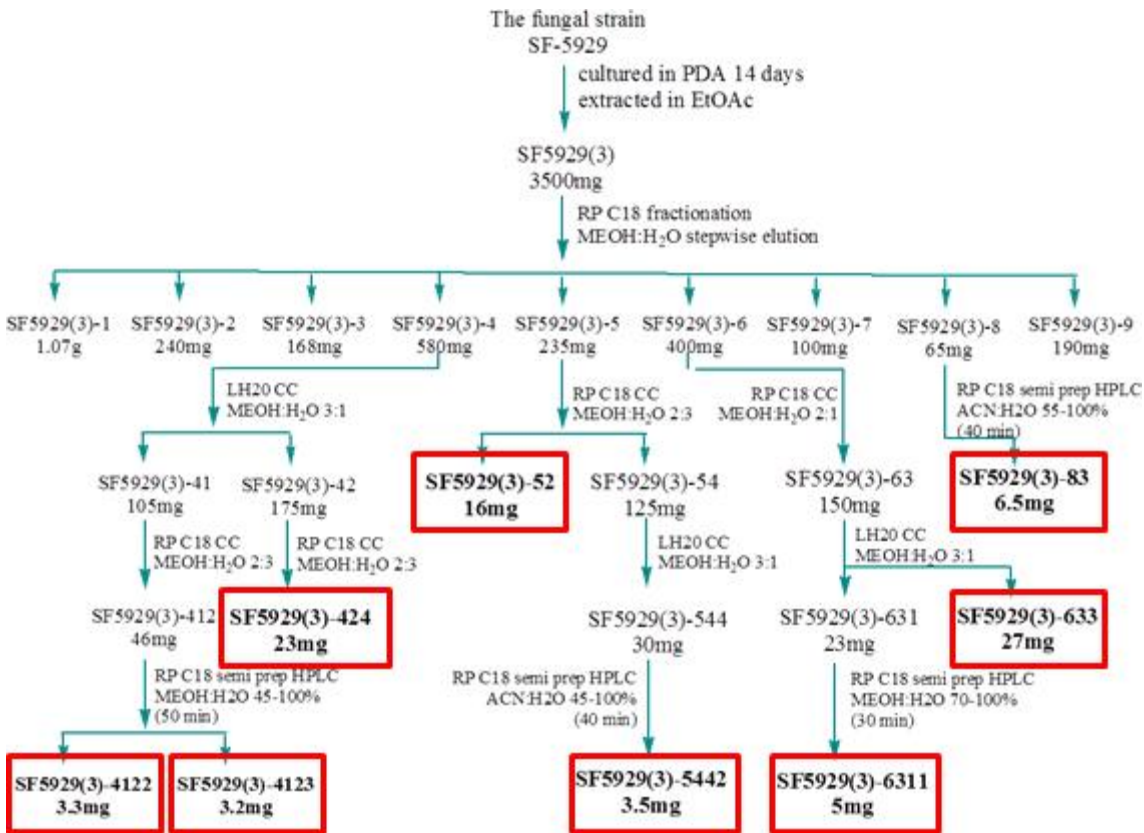 The fungal strain
SF-5929
cultured in PDA 14 days
extracted in EtOAc
SF5929(3)
3500mg
RP C18 fractionation
MEOH:H₂O stepwise elution
SF5929(3)-1
1.07g
SF5929(3)-2
240mg
SF5929(3)-3
168mg
SF5929(3)-4
580mg
SF5929(3)-5
235mg
SF5929(3)-6
400mg
SF5929(3)-7
100mg
SF5929(3)-8
65mg
SF5929(3)-9
190mg
LH20 CC
MEOH:H₂O 3:1
RP C18 CC
MEOH:H₂O 2:3
RP C18 CC
MEOH:H₂O 2:1
RP C18 semi prep HPLC
ACN:H2O 55-100%
(40 min)
SF5929(3)-41
105mg
SF5929(3)-42
175mg
SF5929(3)-52
16mg
SF5929(3)-54
125mg
SF5929(3)-63
150mg
SF5929(3)-83
6.5mg
RP C18 CC
MEOH:H₂O 2:3
RP C18 CC
MEOH:H₂O 2:3
LH20 CC
MEOH:H₂O 3:1
LH20 CC
MEOH:H₂O 3:1
SF5929(3)-412
46mg
SF5929(3)-424
23mg
SF5929(3)-544
30mg
SF5929(3)-631
23mg
SF5929(3)-633
27mg
RP C18 semi prep HPLC
MEOH:H2O 45-100%
(50 min)
RP C18 semi prep HPLC
ACN:H2O 45-100%
(40 min)
RP C18 semi prep HPLC
MEOH:H2O 70-100%
(30 min)
SF5929(3)-4122
3.3mg
SF5929(3)-4123
3.2mg
SF5929(3)-5442
3.5mg
SF5929(3)-6311
5mg